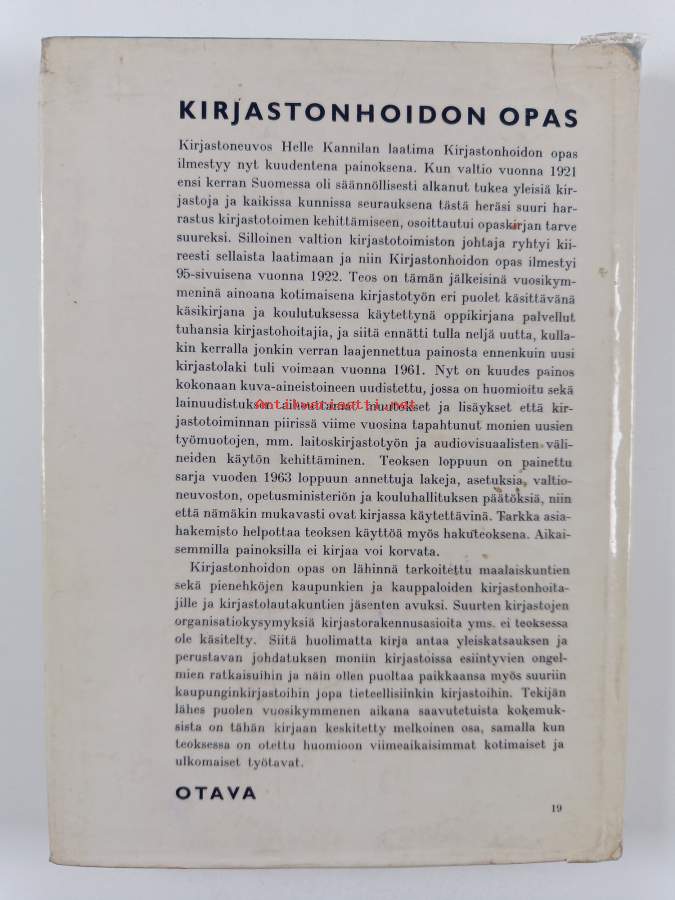 KIRJASTONHOIDON OPAS
Kirjastoneuvos Helle Kannilan laatima Kirjastonhoidon opas
ilmestyy nyt kuudentena painoksena. Kun valtio vuonna 1921
ensi kerran Suomessa oli säännöllisesti alkanut tukea yleisiä kir-
jastoja ja kaikissa kunnissa seurauksena tästä heräsi suuri har-
rastus kirjastotoimen kehittämiseen, osoittautui opaskirjan tarve
suureksi. Silloinen valtion kirjastotoimiston johtaja ryhtyi kii-
reesti sellaista laatimaan ja niin Kirjastonhoidon opas ilmestyi
95-sivuisena vuonna 1922. Teos on tämän jälkeisinä vuosikym-
meninä ainoana kotimaisena kirjastotyön eri puolet käsittävänä
käsikirjana ja koulutuksessa käytettynä oppikirjana palvellut
tuhansia kirjastohoitajia, ja siitä ennätti tulla neljä uutta, kulla-
kin kerralla jonkin verran laajennettua painosta ennenkuin uusi
kirjastolaki tuli voimaan vuonna 1961. Nyt on kuudes painos
kokonaan kuva-aineistoineen uudistettu, jossa on huomioitu sekä
lainuudistuksen aiheuttamat muutokset ja lisäykset että kir-
Antikvariaatti.net
jastotoiminnan piirissä viime vuosina tapahtunut monien uusien
työmuotojen, mm. laitoskirjastotyön ja audiovisuaalisten väli-
neiden käytön kehittäminen. Teoksen loppuun on painettu
sarja vuoden 1963 loppuun annettuja lakeja, asetuksia, valtio-
neuvoston, opetusministeriön ja kouluhallituksen päätöksiä, niin
että nämäkin mukavasti ovat kirjassa käytettävinä. Tarkka asia-
hakemisto helpottaa teoksen käyttöä myös hakuteoksena. Aikai-
semmilla painoksilla ei kirjaa voi korvata.
Kirjastonhoidon opas on lähinnä tarkoitettu maalaiskuntien
sekä pienehköjen kaupunkien ja kauppaloiden kirjastonhoita-
jille ja kirjastolautakuntien jäsenten avuksi. Suurten kirjastojen
organisatiokysymyksiä kirjastorakennusasioita yms. ei teoksessa
ole käsitelty. Siitä huolimatta kirja antaa yleiskatsauksen ja
perustavan johdatuksen moniin kirjastoissa esiintyvien ongel-
mien ratkaisuihin ja näin ollen puoltaa paikkaansa myös suuriin
kaupunginkirjastoihin jopa tieteellisiinkin kirjastoihin. Tekijän
lähes puolen vuosikymmenen aikana saavutetuista kokemuk-
sista on tähän kirjaan keskitetty melkoinen osa, samalla kun
teoksessa on otettu huomioon viimeaikaisimmat kotimaiset ja
ulkomaiset työtavat.
OTAVA
19